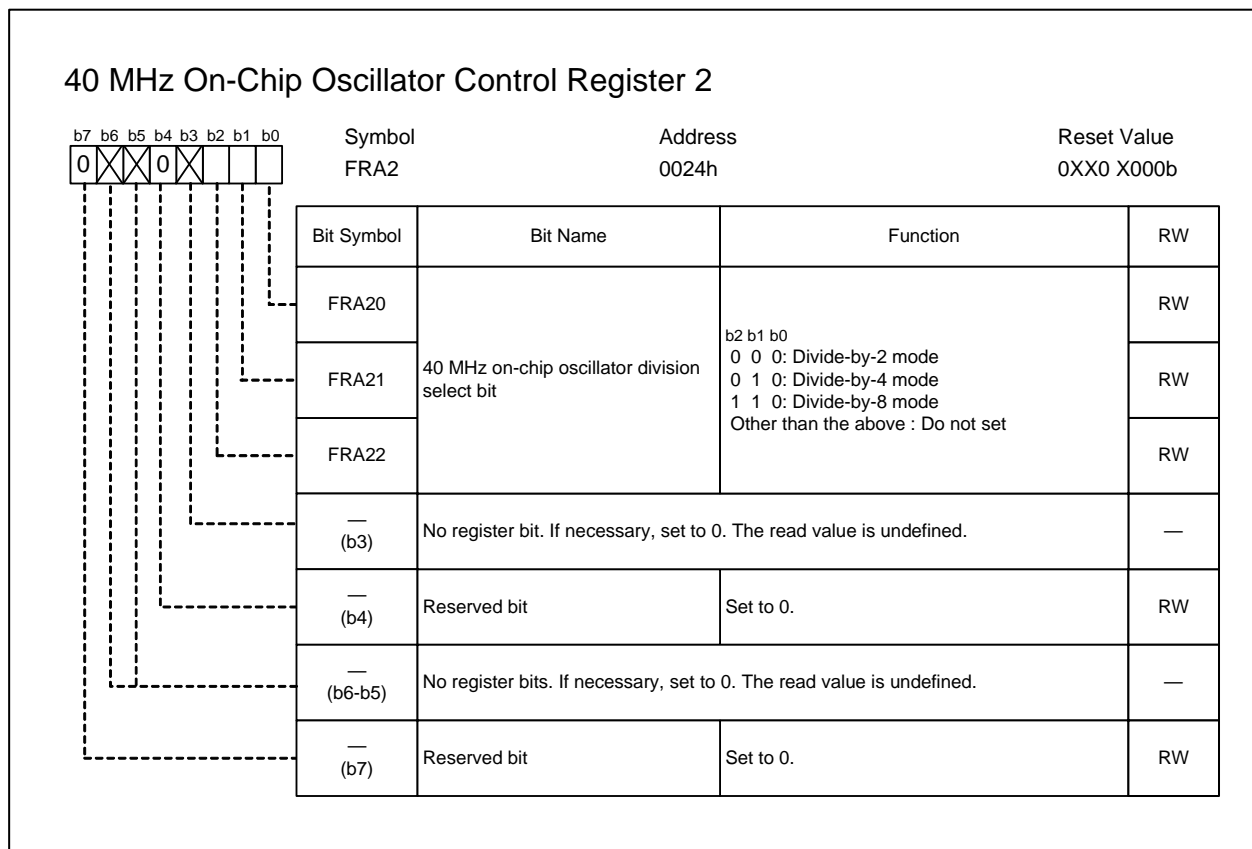 40 MHz On-Chip Oscillator Control Register 2
b7 b6 b5 b4 b3 b2 b1 b0
0 X X 0 X
Symbol Address Reset Value
FRA2 0024h 0XX0 X000b
Bit Symbol Bit Name Function RW
FRA20 RW
FRA21 RW
FRA22 RW
40 MHz on-chip oscillator division
select bit
b2 b1 b0
0 0 0: Divide-by-2 mode
0 1 0: Divide-by-4 mode
1 1 0: Divide-by-8 mode
Other than the above : Do not set
—
(b3)
No register bit. If necessary, set to 0. The read value is undefined. —
—
(b4)
Reserved bit Set to 0. RW
—
(b6-b5)
No register bits. If necessary, set to 0. The read value is undefined. —
—
(b7)
Reserved bit Set to 0. RW